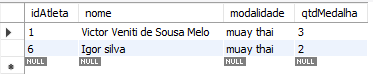 idAtleta nome modalidade qtdMedalha
1 Victor Veniti de Sousa Melo muay thai 3
6 Igor silva muay thai 2
NULL NULL NULL NULL